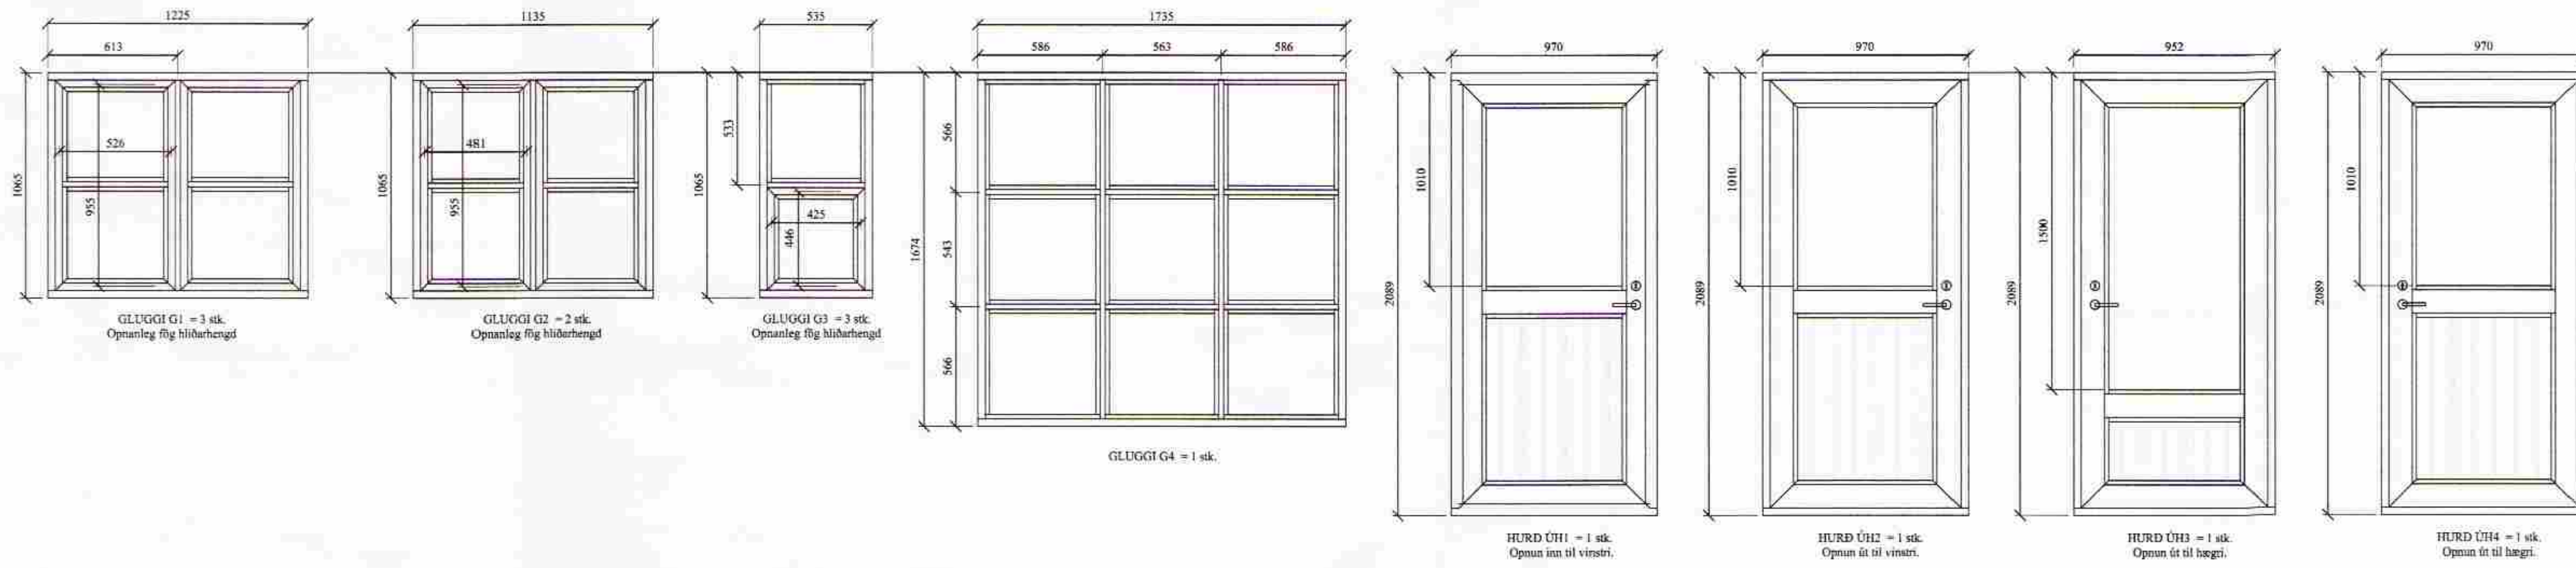 1225
613
526
955
1065
GLUGGI G1 = 3 stk.
Opnanleg fög hliðarhengd
1135
481
955
1065
GLUGGI G2 = 2 stk.
Opnanleg fög hliðarhengd
535
533
425
446
1065
GLUGGI G3 = 3 stk.
Opnanleg fög hliðarhengd
1735
586 563 586
566
543
566
1674
GLUGGI G4 = 1 stk.
970
1010
2089
HURÐ ÚH1 = 1 stk.
Opnun inn til vinstri.
970
1010
2089
HURÐ ÚH2 = 1 stk.
Opnun út til vinstri.
952
1500
2089
HURÐ ÚH3 = 1 stk.
Opnun út til hægri.
970
1010
2089
HURÐ ÚH4 = 1 stk.
Opnun út til hægri.